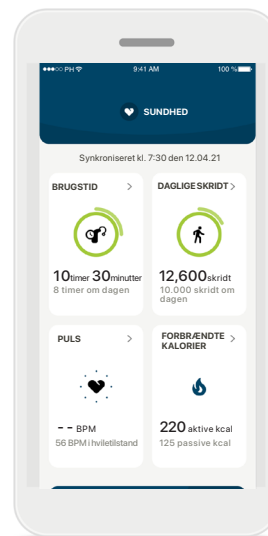 PH 9:41 AM 100 %
SUNDHED
Synkroniseret kl. 7:30 den 12.04.21
BRUGSTID
10timer 30minutter
8 timer om dagen
DAGLIGE SKRIDT
12,600skridt
10.000 skridt om
dagen
PULS
- - BPM
56 BPM i hviletilstand
FORBRÆNDTE
KALORIER
220 aktive kcal
125 passive kcal